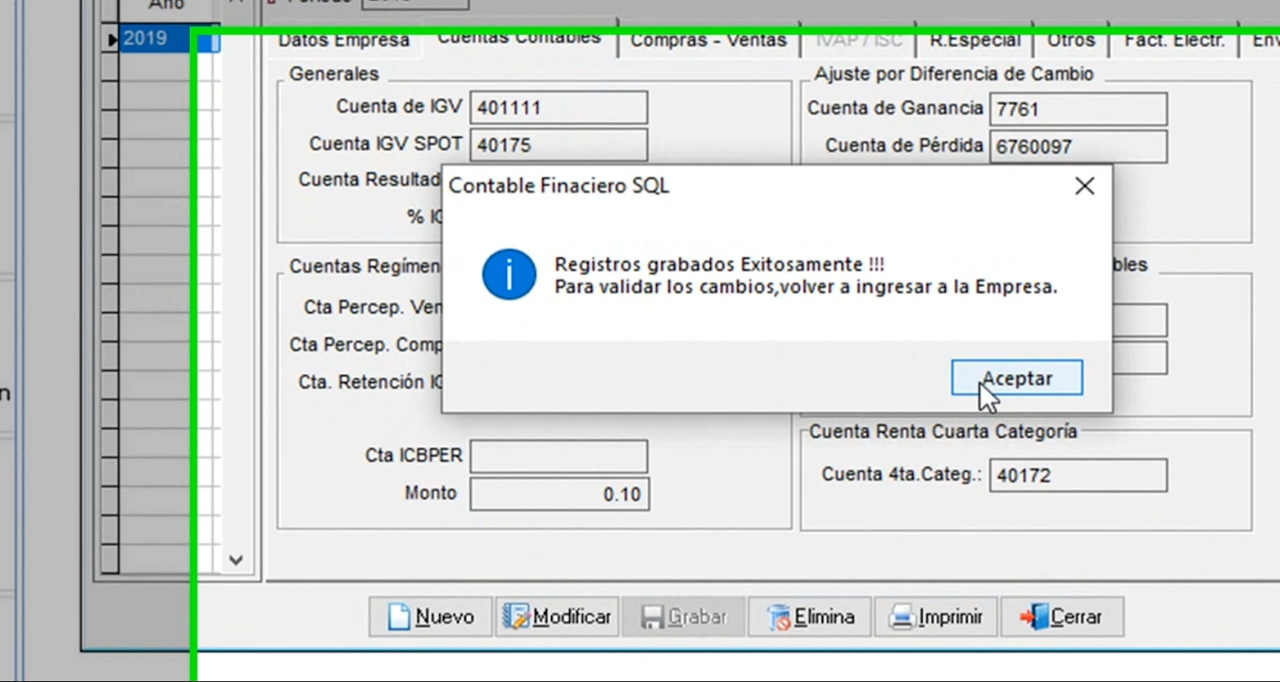 Año
Periodo
2019
Datos Empresa
Cuentas Contables
Compras - Ventas
IVAP / ISC
R.Especial
Otros
Fact. Electr.
Generales
Cuenta de IGV 401111
Cuenta IGV SPOT 40175
Cuenta Resultad
Ajuste por Diferencia de Cambio
Cuenta de Ganancia 7761
Cuenta de Pérdida 6760097
Contable Finaciero SQL
Registros grabados Exitosamente !!!
Para validar los cambios,volver a ingresar a la Empresa.
Aceptar
Cuentas Regímen
bles
Cta Percep. Ven
Cta Percep. Comp
Cta. Retención IG
Cta ICBPER
Monto 0.10
Cuenta Renta Cuarta Categoría
Cuenta 4ta.Categ.: 40172
Nuevo
Modificar
Grabar
Elimina
Imprimir
Cerrar